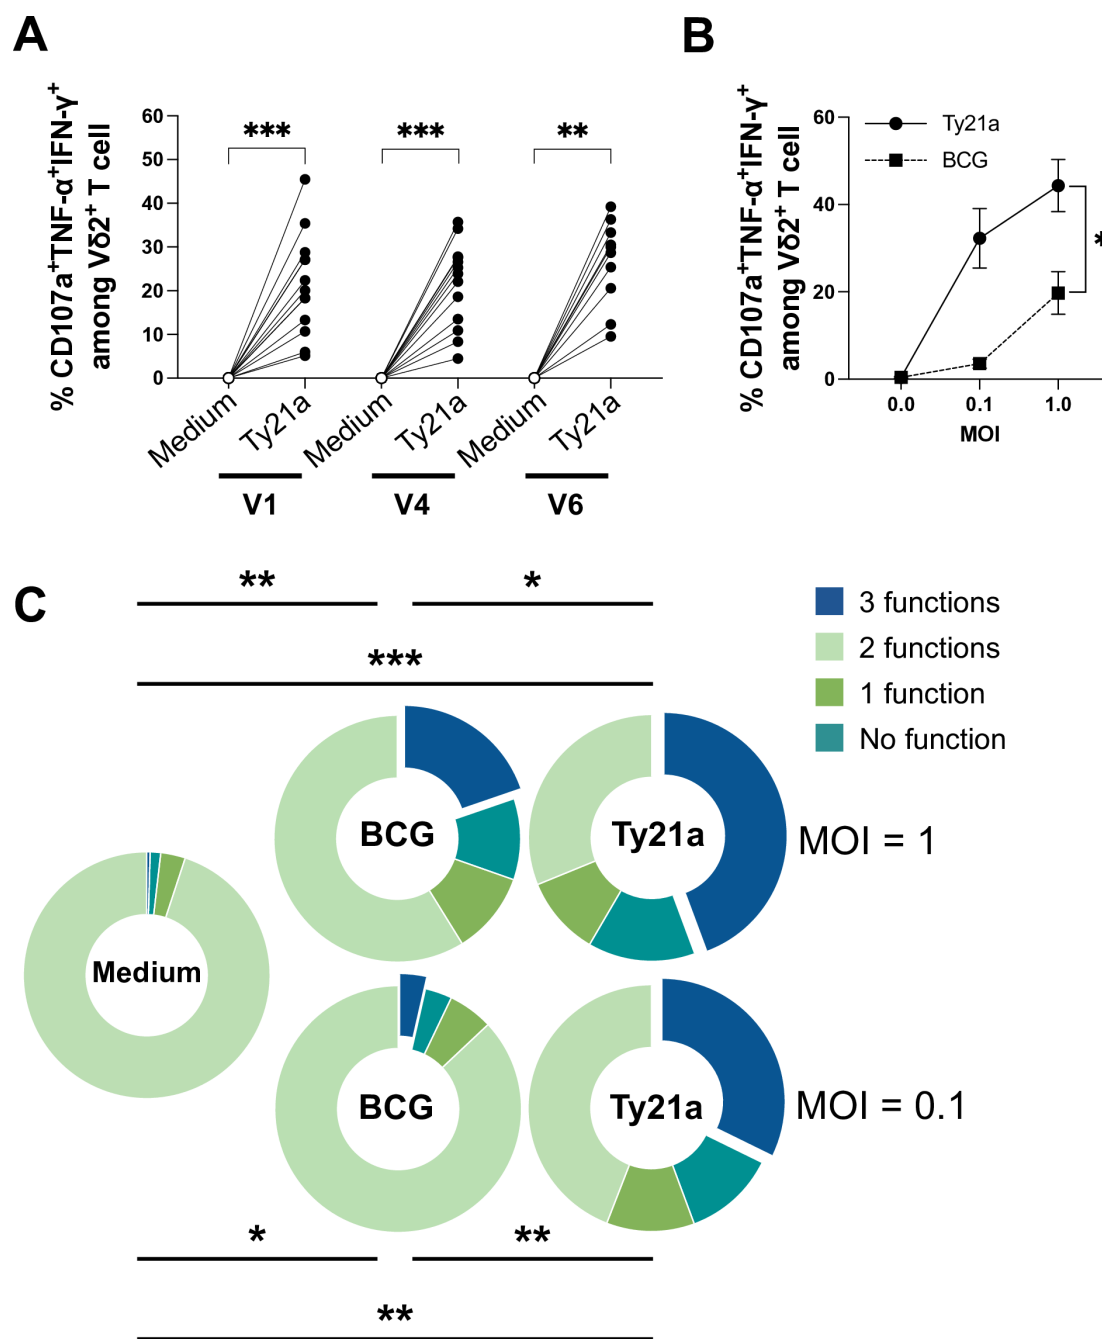 A
% CD107a⁺TNF-α⁺IFN-γ⁺
among Vδ2⁺ T cell
60
50
40
30
20
10
0
*** *** **
Medium Ty21a Medium Ty21a Medium Ty21a
V1 V4 V6
B
% CD107a⁺TNF-α⁺IFN-γ⁺
among Vδ2⁺ T cell
60
40
20
0
Ty21a
BCG
*
0.0 0.1 1.0
MOI
C
** *
***
3 functions
2 functions
1 function
No function
BCG Ty21a MOI = 1
Medium
BCG Ty21a MOI = 0.1
* **
**